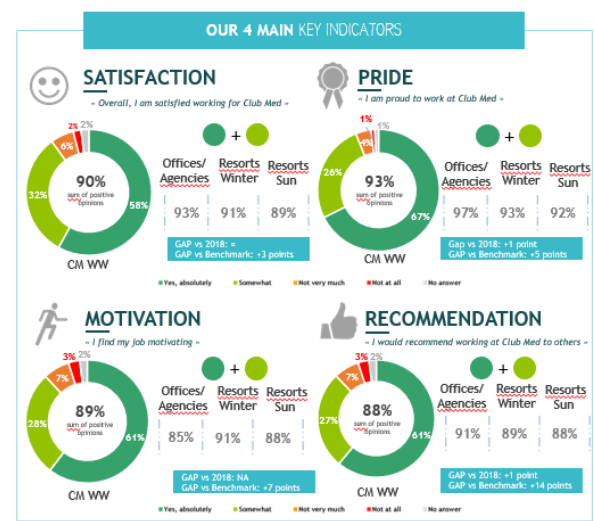 OUR 4 MAIN KEY INDICATORS
SATISFACTION
« Overall, I am satisfied working for Club Med »
2%
2%
6%
32%
58%
90%
sum of positive
opinions
CM WW
+
Offices/ Resorts Resorts
Agencies Winter Sun
93% 91% 89%
GAP vs 2018: =
GAP vs Benchmark: +3 points
PRIDE
« I am proud to work at Club Med »
1%
1%
26%
67%
93%
sum of positive
opinions
CM WW
+
Offices/ Resorts Resorts
Agencies Winter Sun
97% 93% 92%
Gap vs 2018: +1 point
GAP vs Benchmark: +5 points
Yes, absolutely Somewhat Not very much Not at all No answer
MOTIVATION
« I find my job motivating »
3%
2%
7%
28%
61%
89%
sum of positive
opinions
CM WW
+
Offices/ Resorts Resorts
Agencies Winter Sun
85% 91% 88%
GAP vs 2018: NA
GAP vs Benchmark: +7 points
RECOMMENDATION
« I would recommend working at Club Med to others »
3%
2%
7%
27%
61%
88%
sum of positive
opinions
CM WW
+
Offices/ Resorts Resorts
Agencies Winter Sun
91% 89% 88%
GAP vs 2018: +1 point
GAP vs Benchmark: +14 points
Yes, absolutely Somewhat Not very much Not at all No answer